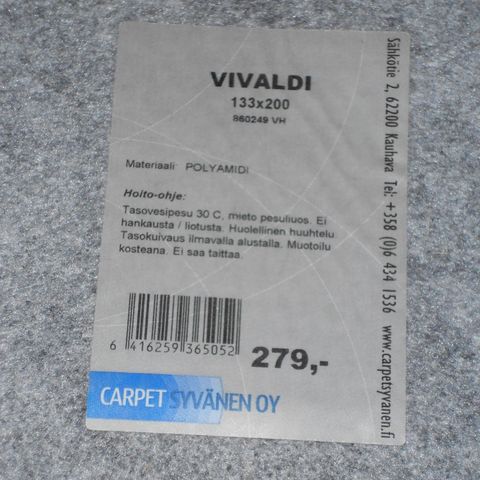 VIVALDI
133x200
860249 VH
Materiaali: POLYAMIDI
Hoito-ohje:
Tasovesipesu 30 C, mieto pesuliuos. Ei
hankausta / liotusta. Huolellinen huuhtelu
Tasokuivaus ilmavalla alustalla. Muotoilu
kosteana. Ei saa taittaa.
6 416259 365052
279,-
CARPET SYVÄNEN OY
Sähkötie 2, 62200 Kauhava Tel: +358 (0)6 434 1536 www.carpetsyvanen.fi